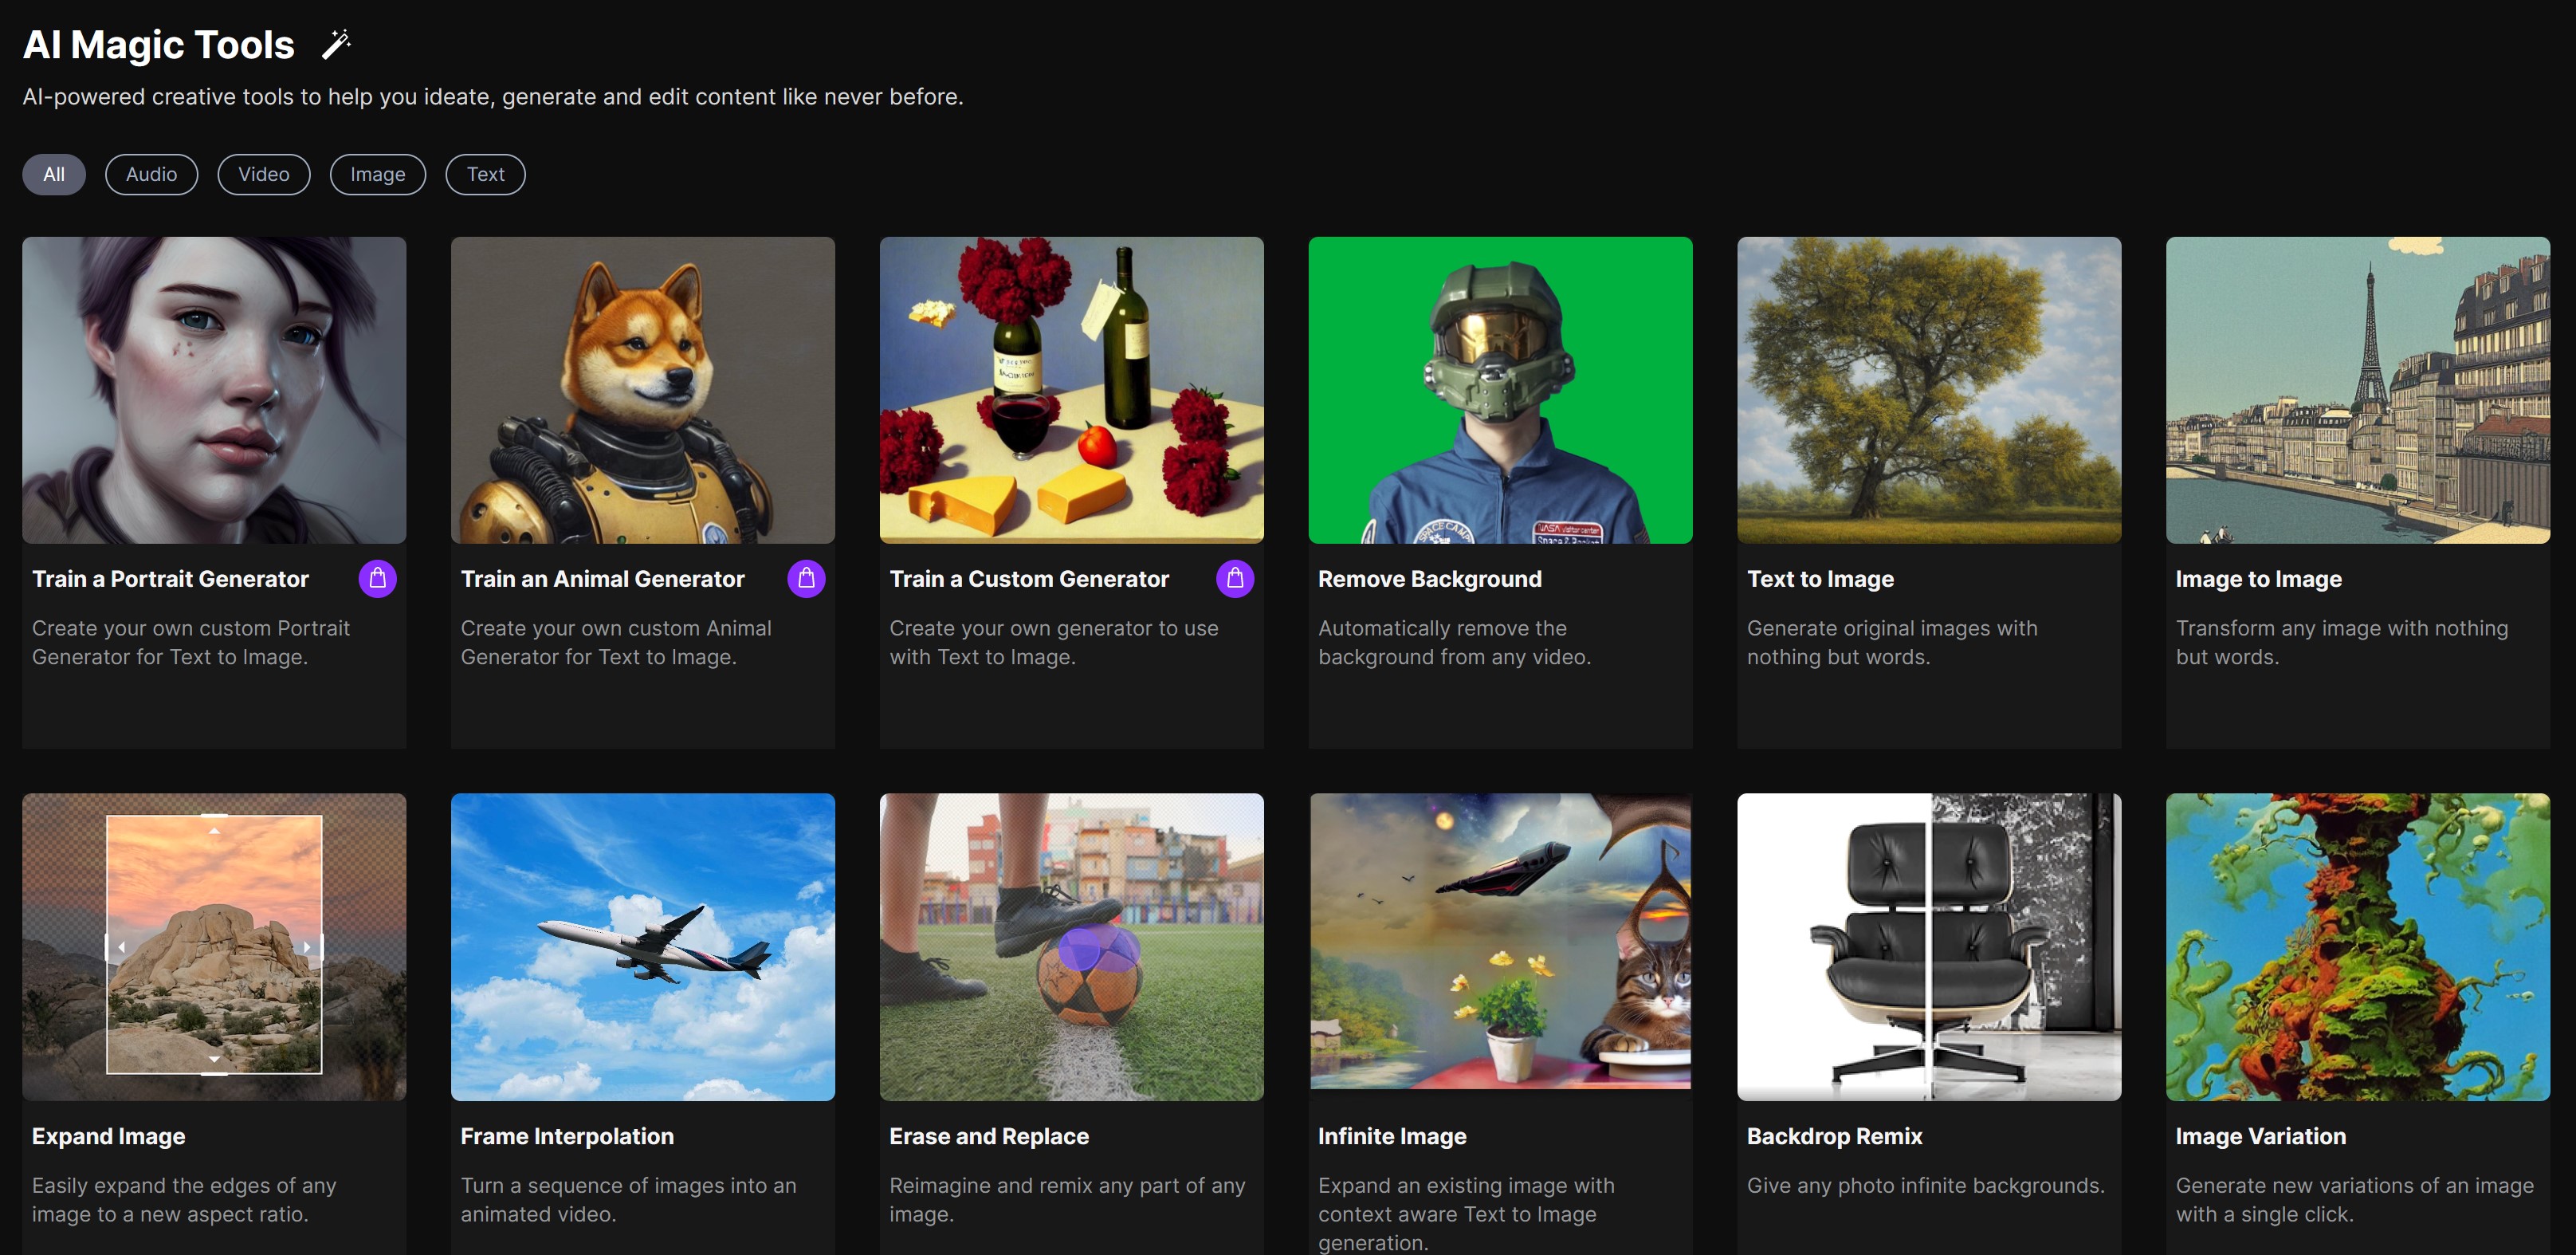 AI Magic Tools
AI-powered creative tools to help you ideate, generate and edit content like never before.
All
Audio
Video
Image
Text
Train a Portrait Generator
Create your own custom Portrait
Generator for Text to Image.
Train an Animal Generator
Create your own custom Animal
Generator for Text to Image.
Train a Custom Generator
Create your own generator to use
with Text to Image.
SPACE CAMP
NASA visitor center
Space & Rocket
Remove Background
Automatically remove the
background from any video.
Text to Image
Generate original images with
nothing but words.
Image to Image
Transform any image with nothing
but words.
Expand Image
Easily expand the edges of any
image to a new aspect ratio.
Frame Interpolation
Turn a sequence of images into an
animated video.
Erase and Replace
Reimagine and remix any part of any
image.
Infinite Image
Expand an existing image with
context aware Text to Image
generation.
Backdrop Remix
Give any photo infinite backgrounds.
Image Variation
Generate new variations of an image
with a single click.